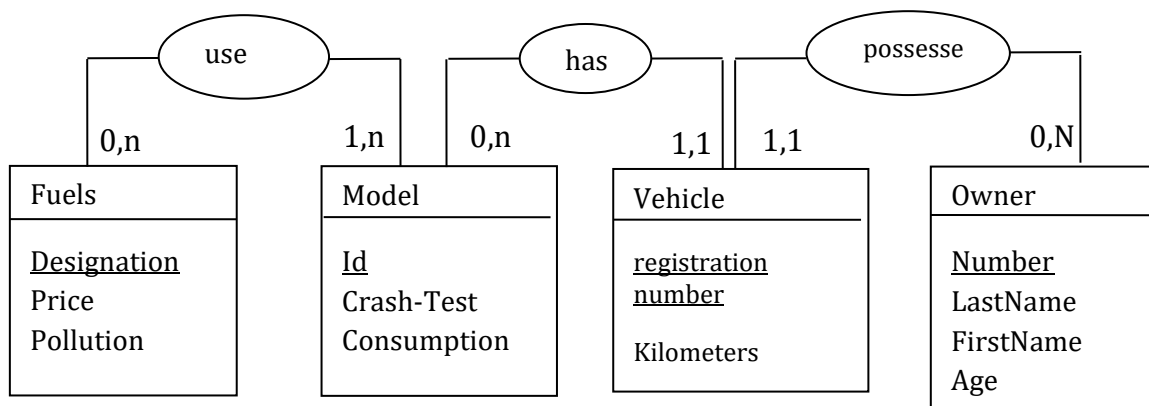 use
has
possesse
0,n
1,n
0,n
1,1
1,1
0,N
Fuels
Designation
Price
Pollution
Model
Id
Crash-Test
Consumption
Vehicle
registration
number
Kilometers
Owner
Number
LastName
FirstName
Age